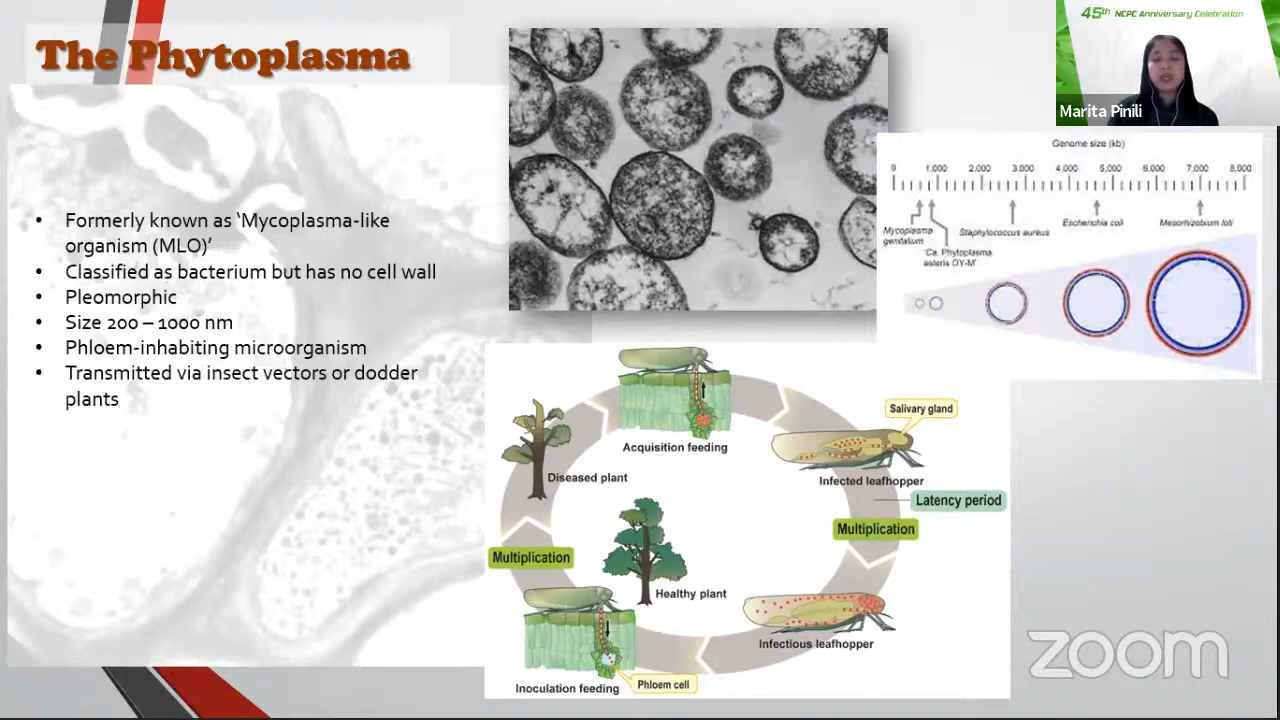 The Phytoplasma
• Formerly known as 'Mycoplasma-like
organism (MLO)'
• Classified as bacterium but has no cell wall
• Pleomorphic
• Size 200 – 1000 nm
• Phloem-inhabiting microorganism
• Transmitted via insect vectors or dodder
plants
45th NCPC Anniversary Celebration
Marita Pinili
Genome size (kb)
0 1,000 2,000 3,000 4,000 5,000 6,000 7,000 8,000
Mycoplasma
genitalium
'Ca. Phytoplasma
asteris OY-M'
Staphylococcus aureus
Escherichia coli
Mesorhizobium loti
Acquisition feeding
Salivary gland
Infected leafhopper
Latency period
Multiplication
Infectious leafhopper
Phloem cell
Inoculation feeding
Multiplication
Diseased plant
Healthy plant
zoom